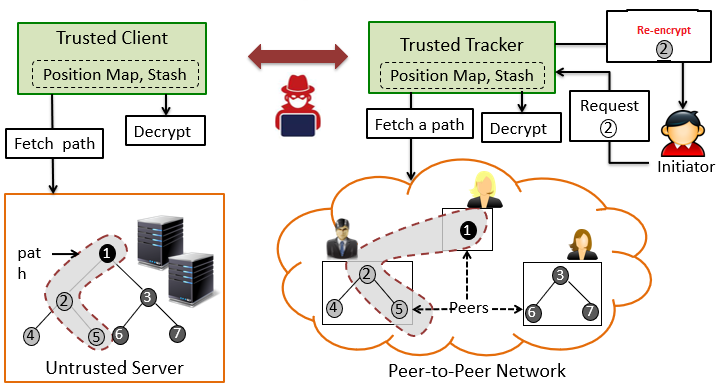 Trusted Client
Position Map, Stash
Fetch path
Decrypt
pat
h
1
2
3
4
5
6
7
Untrusted Server
Trusted Tracker
Position Map, Stash
Re-encrypt
2
Request
2
Initiator
Fetch a path
Decrypt
1
2
3
4
5
Peers
6
7
Peer-to-Peer Network